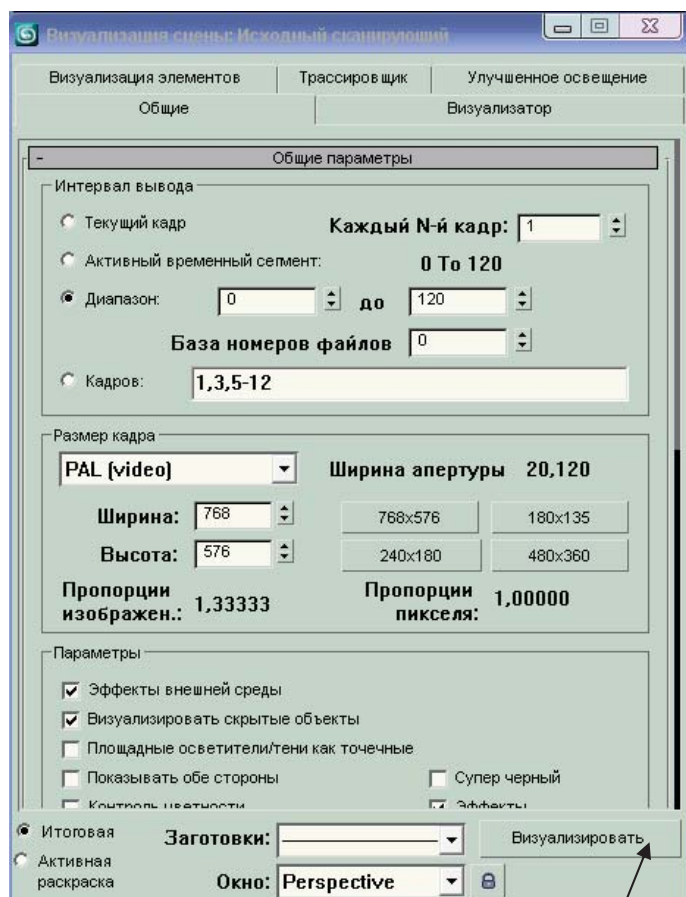 Визуализация сцены: Исходный сканирующий
Визуализация элементов Трассировщик Улучшенное освещение
Общие Визуализатор
- Общие параметры
Интервал вывода
Текущий кадр Каждый N-й кадр: 1
Активный временный сегмент: 0 To 120
Диапазон: 0 до 120
База номеров файлов 0
Кадров: 1,3,5-12
Размер кадра
PAL (video) Ширина апертуры 20,120
Ширина: 768 768x576 180x135
Высота: 576 240x180 480x360
Пропорции изображен.: 1,33333 Пропорции пикселя: 1,00000
Параметры
Эффекты внешней среды
Визуализировать скрытые объекты
Площадные осветители/тени как точечные
Показывать обе стороны Супер черный
Контроль цветности Эффекты
Итоговая Заготовки: Визуализировать
Активная раскраска Окно: Perspective